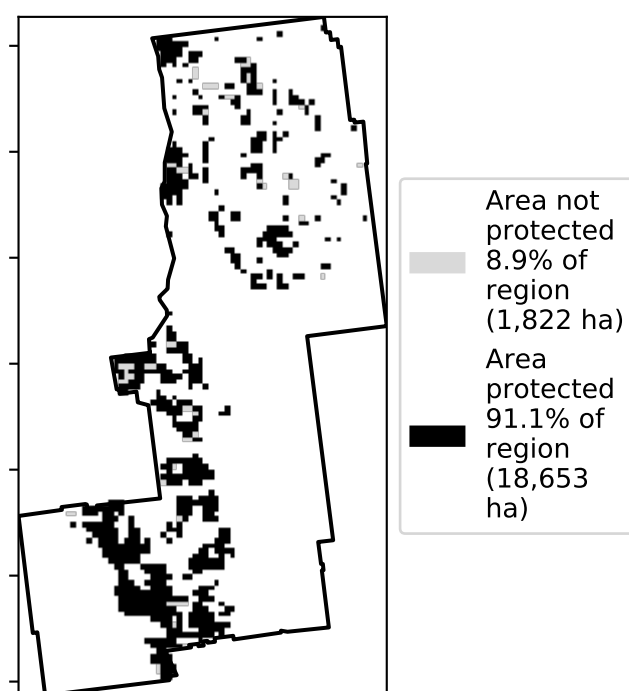 Area not
protected
8.9% of
region
(1,822 ha)
Area
protected
91.1% of
region
(18,653
ha)